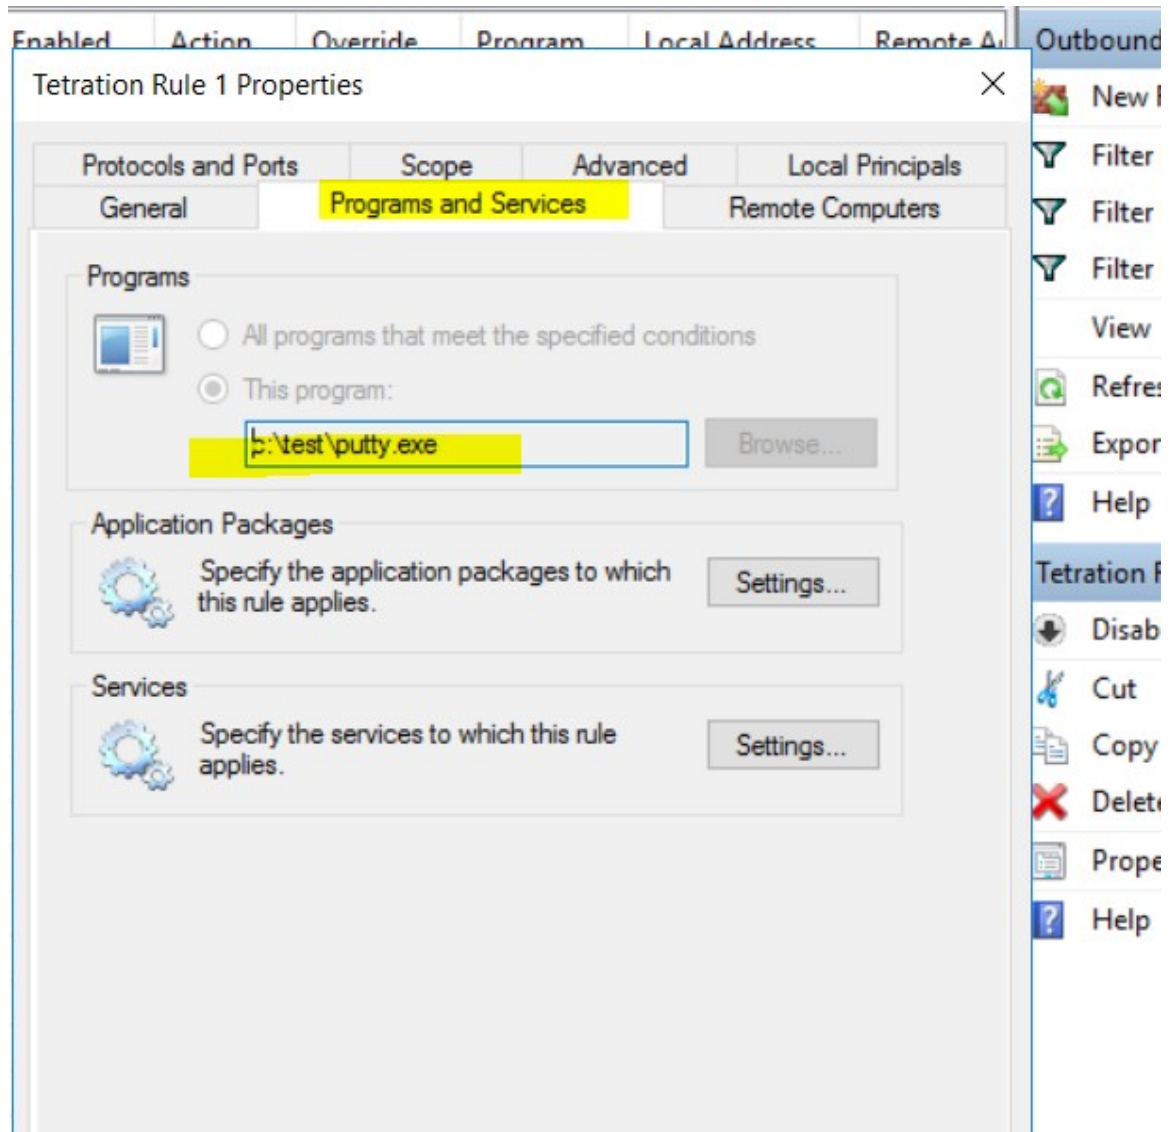 Enabled Action Override Program Local Address Remote A
Outbound
Tetration Rule 1 Properties
New
Protocols and Ports Scope Advanced Local Principals
Filter
General Programs and Services Remote Computers
Filter
Programs
Filter
All programs that meet the specified conditions
View
This program:
Refres
c:\test\putty.exe
Browse...
Expor
Application Packages
Help
Specify the application packages to which
this rule applies.
Settings...
Tetration
Disab
Services
Cut
Specify the services to which this rule
applies.
Settings...
Copy
Delete
Prope
Help